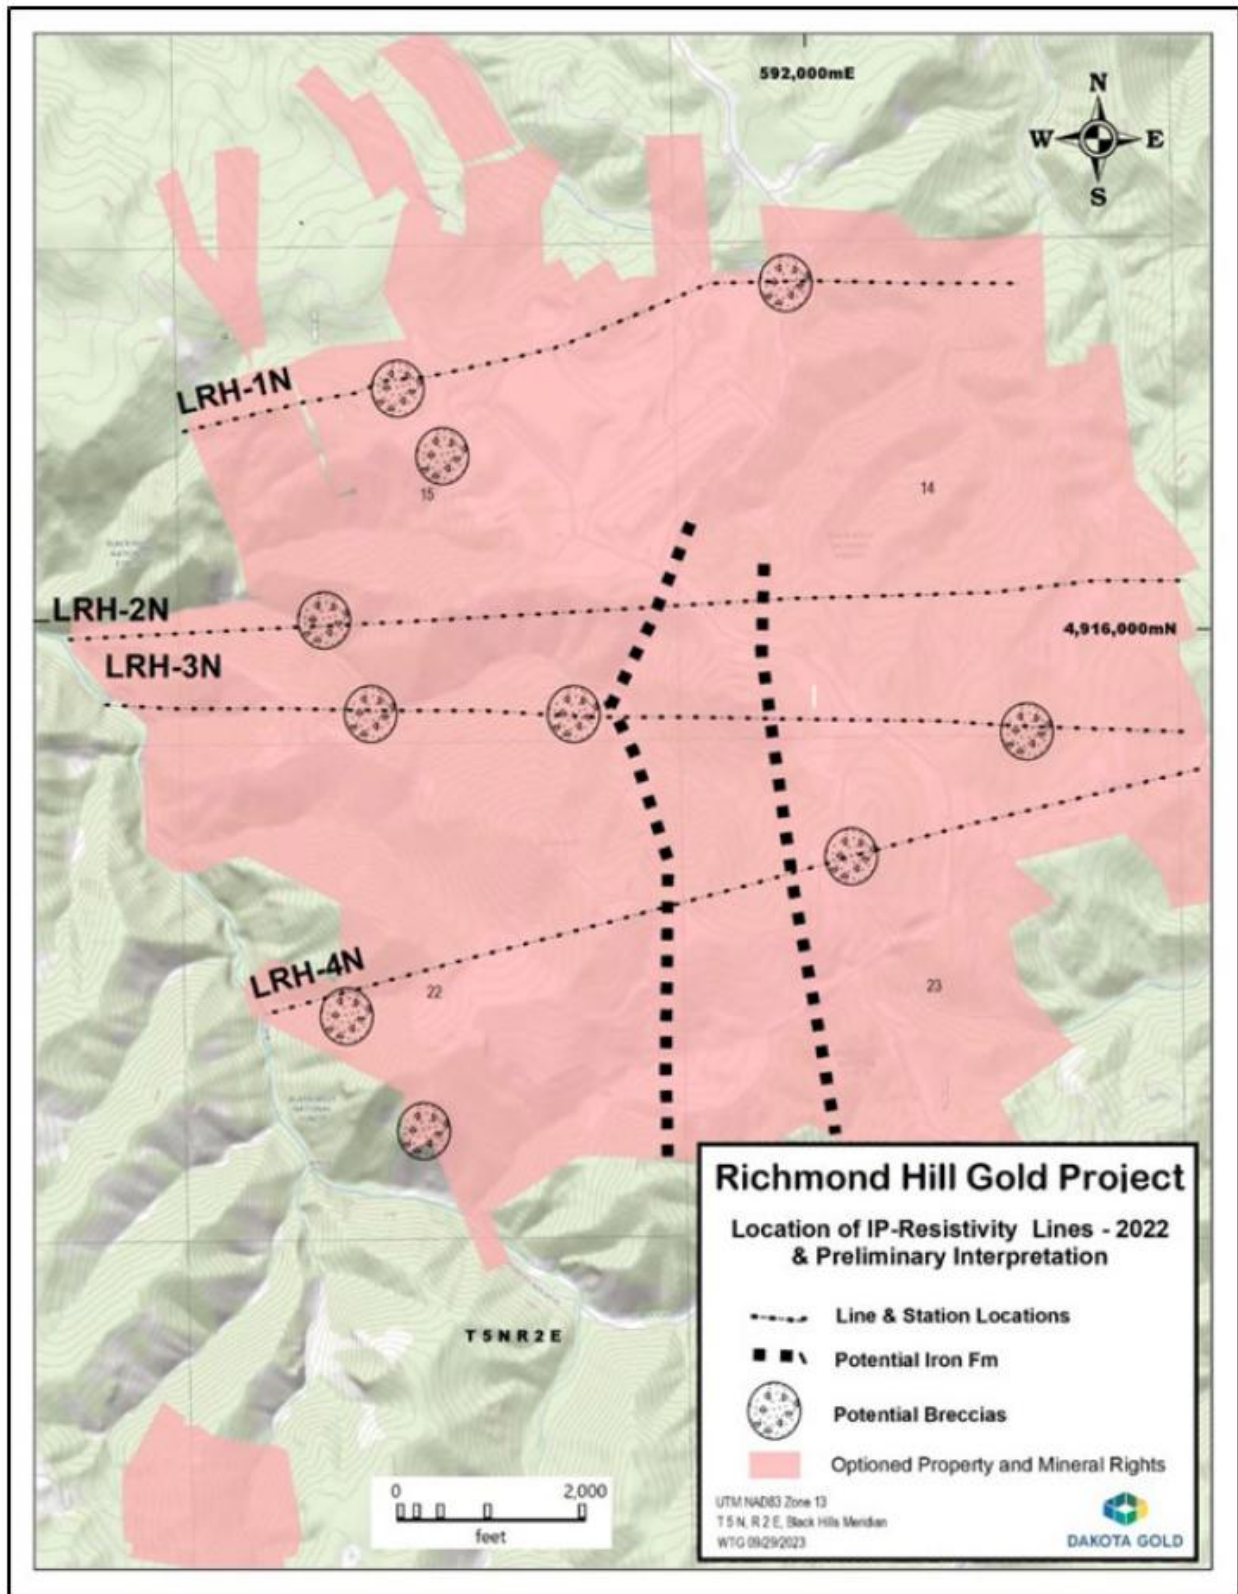 592,000mE
N
W
E
S
LRH-1N
15
14
LRH-2N
4,916,000mN
LRH-3N
LRH-4N
22
23
T5NR2E
Richmond Hill Gold Project
Location of IP-Resistivity Lines - 2022
& Preliminary Interpretation
Line & Station Locations
Potential Iron Fm
Potential Breccias
Optioned Property and Mineral Rights
0 2,000
feet
UTM NAD83 Zone 13
T 5 N, R 2 E, Black Hills Meridian
WTG 09/29/2023
DAKOTA GOLD